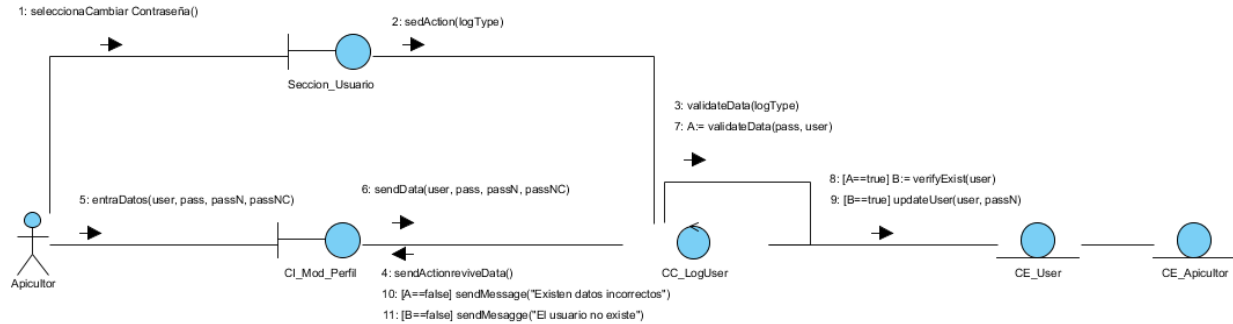 1: seleccionaCambiar Contraseña()
2: sedAction(logType)
Seccion_Usuario
3: validateData(logType)
7: A:= validateData(pass, user)
5: entraDatos(user, pass, passN, passNC)
6: sendData(user, pass, passN, passNC)
8: [A==true] B:= verifyExist(user)
9: [B==true] updateUser(user, passN)
Apicultor
CI_Mod_Perfil
CC_LogUser
CE_User
CE_Apicultor
4: sendActionreviveData()
10: [A==false] sendMessage("Existen datos incorrectos")
11: [B==false] sendMesagge("El usuario no existe")